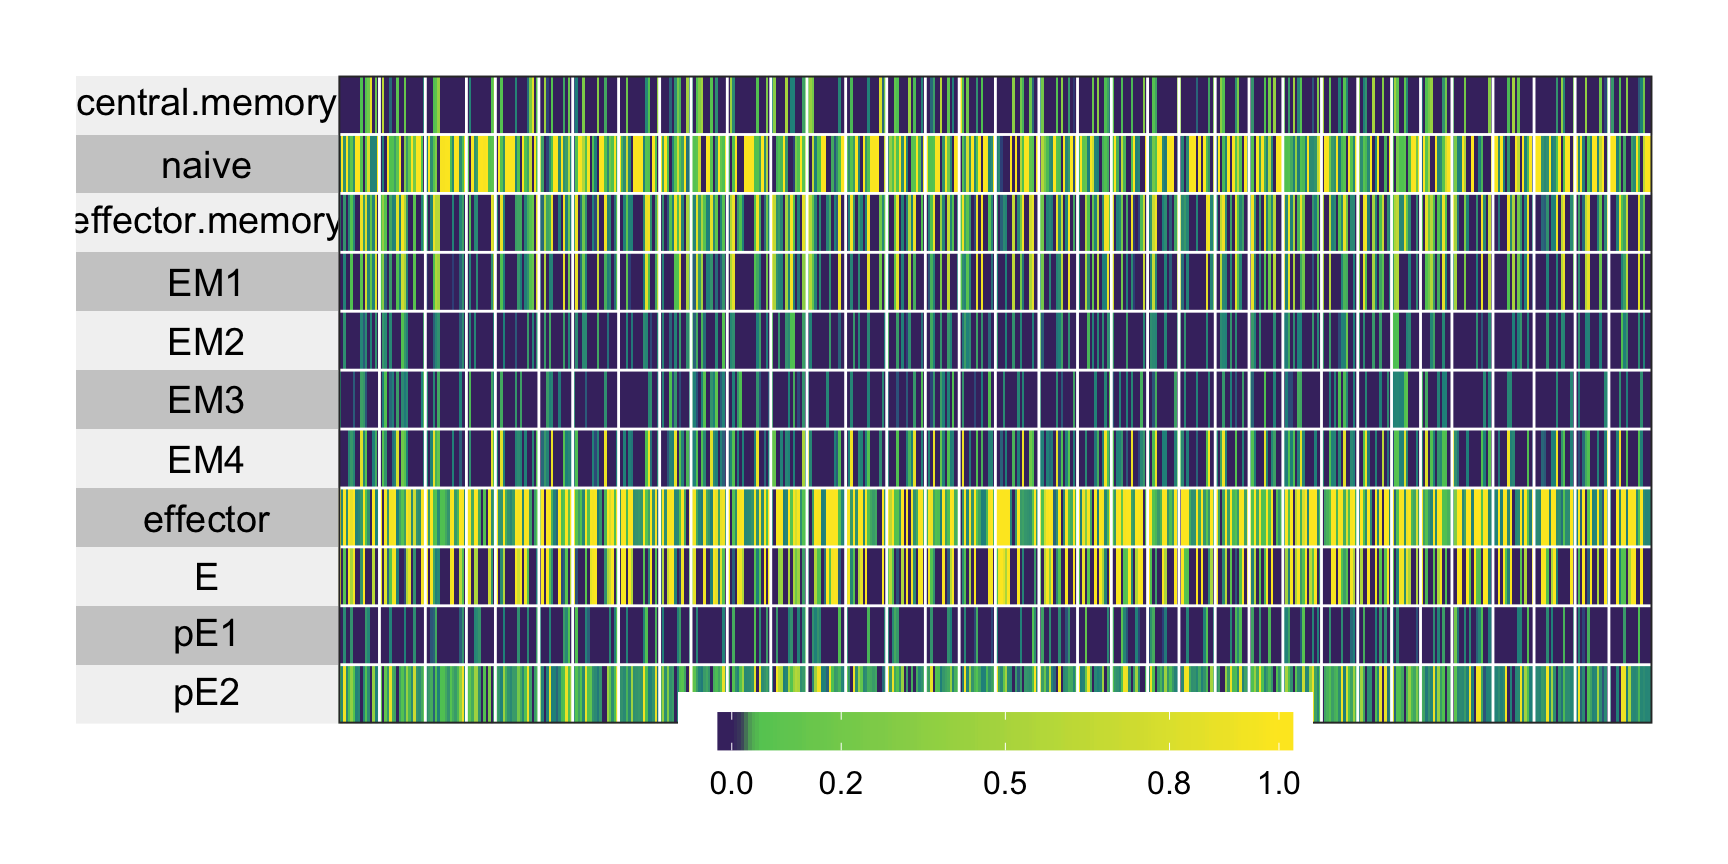 central.memory
naive
effector.memory
EM1
EM2
EM3
EM4
effector
E
pE1
pE2
0.0 0.2 0.5 0.8 1.0